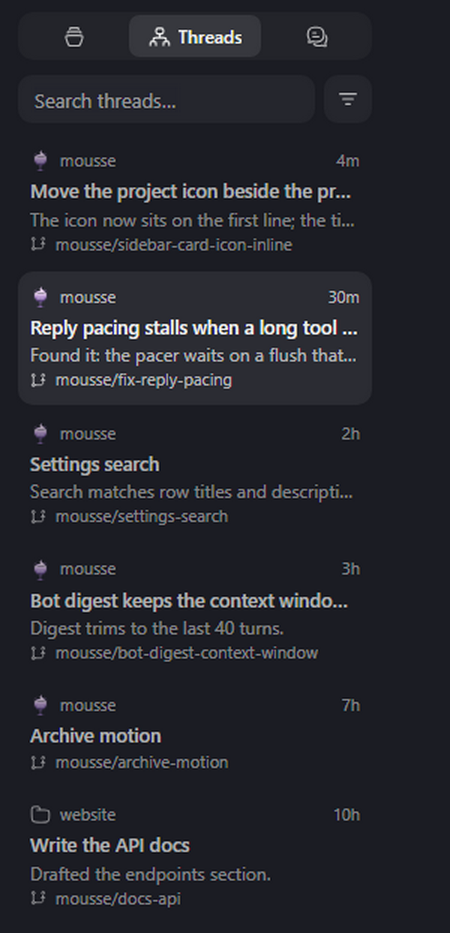 Threads
Search threads...
mousse 4m
Move the project icon beside the pr...
The icon now sits on the first line; the ti...
mousse/sidebar-card-icon-inline
mousse 30m
Reply pacing stalls when a long tool ...
Found it: the pacer waits on a flush that...
mousse/fix-reply-pacing
mousse 2h
Settings search
Search matches row titles and descripti...
mousse/settings-search
mousse 3h
Bot digest keeps the context windo...
Digest trims to the last 40 turns.
mousse/bot-digest-context-window
mousse 7h
Archive motion
mousse/archive-motion
website 10h
Write the API docs
Drafted the endpoints section.
mousse/docs-api